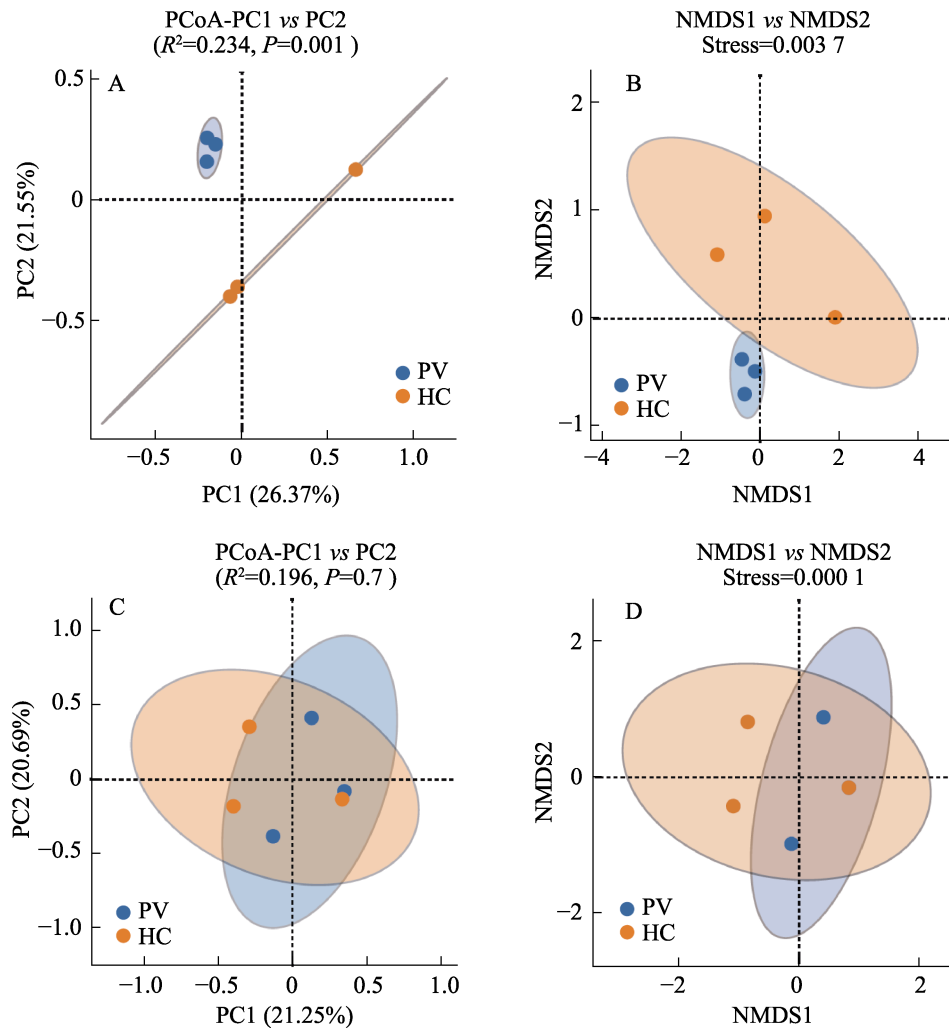 PCoA-PC1 vs PC2
(R²=0.234, P=0.001 )
A
0.5
0
−0.5
PC2 (21.55%)
PV
HC
−0.5
0
0.5
1.0
PC1 (26.37%)
NMDS1 vs NMDS2
Stress=0.003 7
B
2
1
0
−1
NMDS2
PV
HC
−4
−2
0
2
4
NMDS1
PCoA-PC1 vs PC2
(R²=0.196, P=0.7 )
C
1.0
0.5
0
−0.5
−1.0
PC2 (20.69%)
PV
HC
−1.0
−0.5
0
0.5
1.0
PC1 (21.25%)
NMDS1 vs NMDS2
Stress=0.000 1
D
2
0
−2
NMDS2
PV
HC
−2
0
2
NMDS1